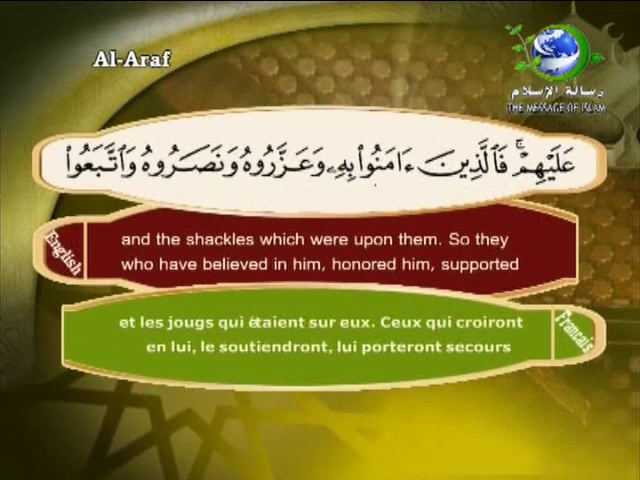 Al-Araf
رسالة الإسلام
THE MESSAGE OF ISLAM
عَلَيْهِمْ ۚ فَالَّذِينَ ءَامَنُوا۟ بِهِۦ وَعَزَّرُوهُ وَنَصَرُوهُ وَاتَّبَعُوا۟
English
and the shackles which were upon them. So they
who have believed in him, honored him, supported
et les jougs qui étaient sur eux. Ceux qui croiront
en lui, le soutiendront, lui porteront secours
Francais